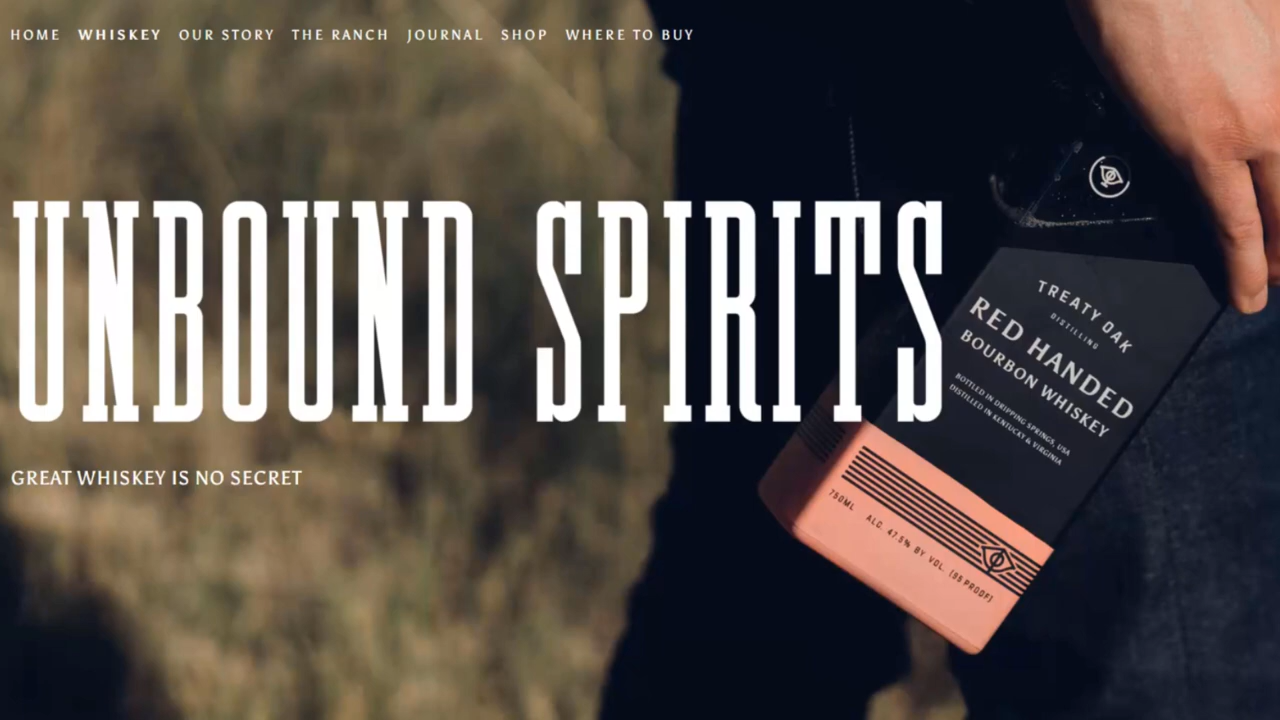 HOME WHISKEY OUR STORY THE RANCH JOURNAL SHOP WHERE TO BUY
UNBOUND SPIRITS
GREAT WHISKEY IS NO SECRET
TREATY OAK
DISTILLING
RED HANDED
BOURBON WHISKEY
BOTTLED IN DRIPPING SPRINGS, USA
DISTILLED IN KENTUCKY & VIRGINIA
750ML ALC. 47.5% BY VOL. (95 PROOF)